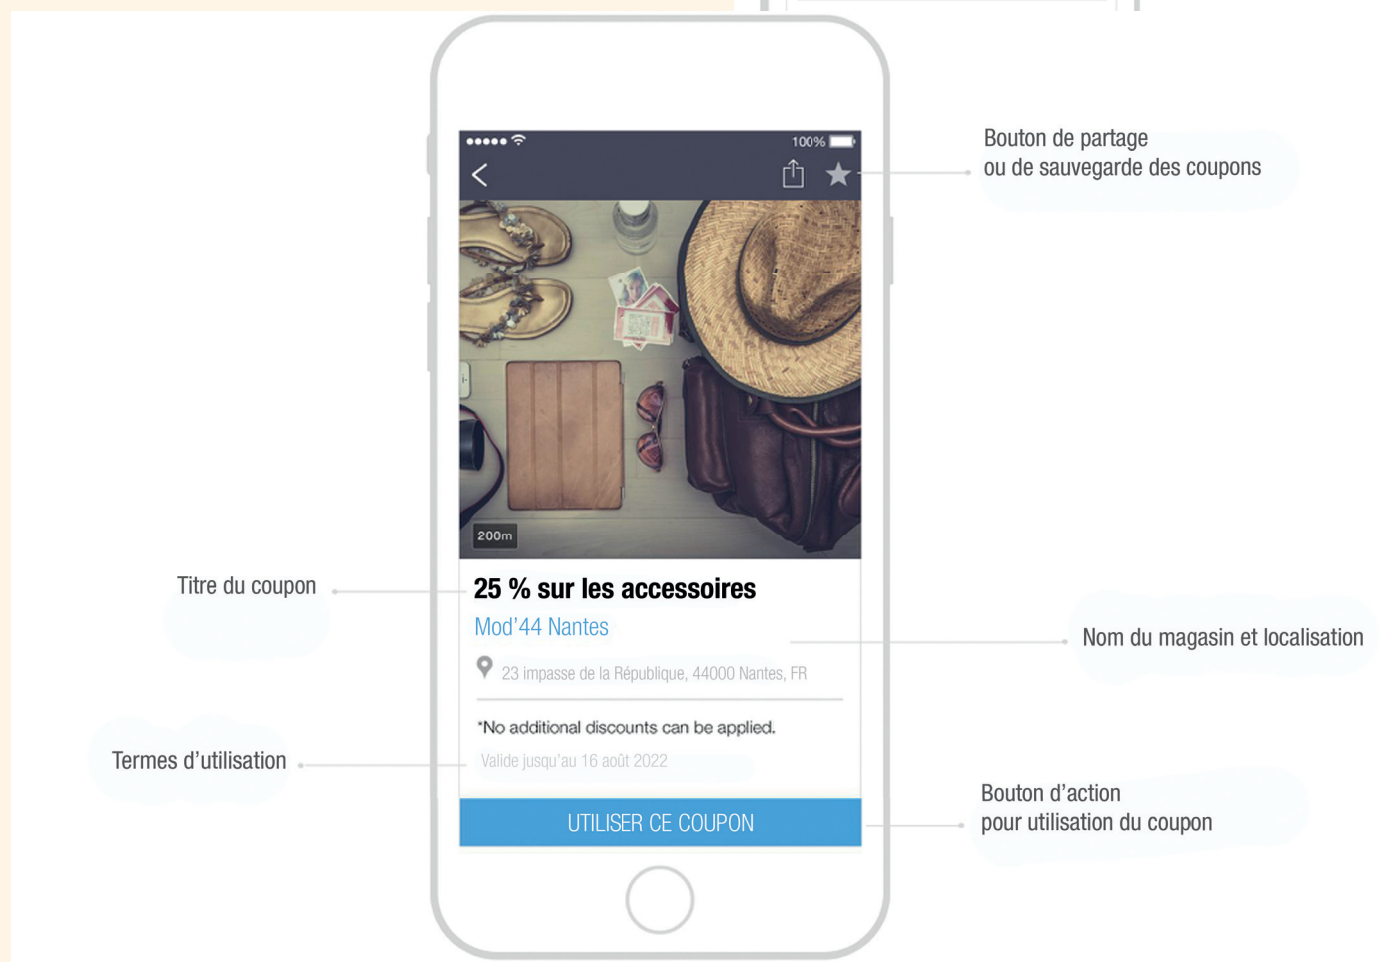 100%
Bouton de partage
ou de sauvegarde des coupons
200m
Titre du coupon
25 % sur les accessoires
Mod'44 Nantes
Nom du magasin et localisation
23 impasse de la République, 44000 Nantes, FR
*No additional discounts can be applied.
Termes d'utilisation
Valide jusqu'au 16 août 2022
Bouton d'action
pour utilisation du coupon
UTILISER CE COUPON